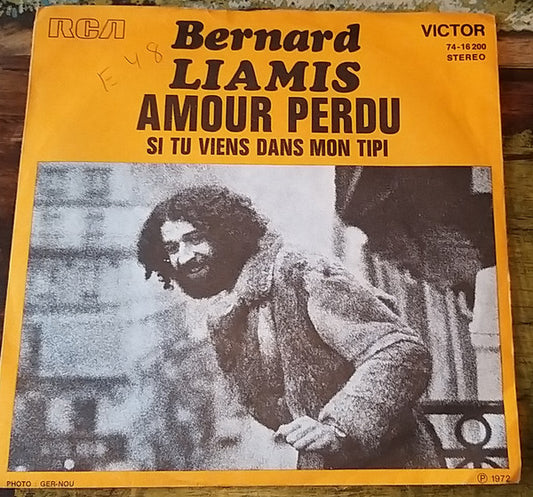 RCA
Bernard
VICTOR
74-16 200
STEREO
E 48
LIAMIS
AMOUR PERDU
SI TU VIENS DANS MON TIPI
PHOTO : GER-NOU
℗ 1972